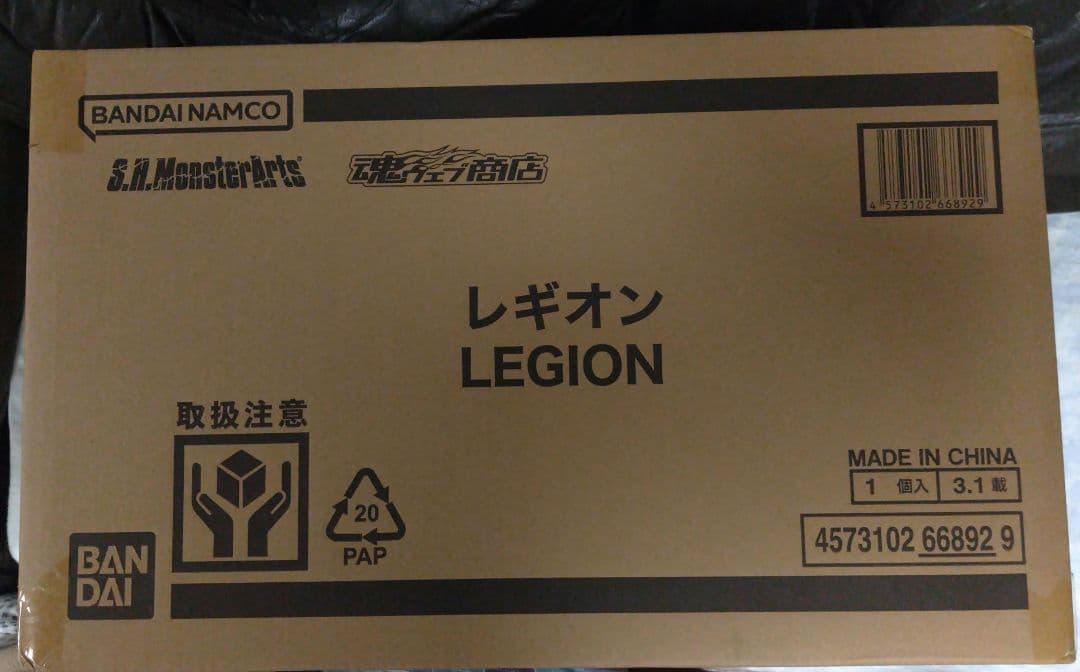 BANDAI NAMCO
S.H.MonsterArts
魂ウェブ商店
4 573102 668929
レギオン
LEGION
取扱注意
20
PAP
MADE IN CHINA
1 個入 3.1 載
4573102 66892 9
BAN
DAI